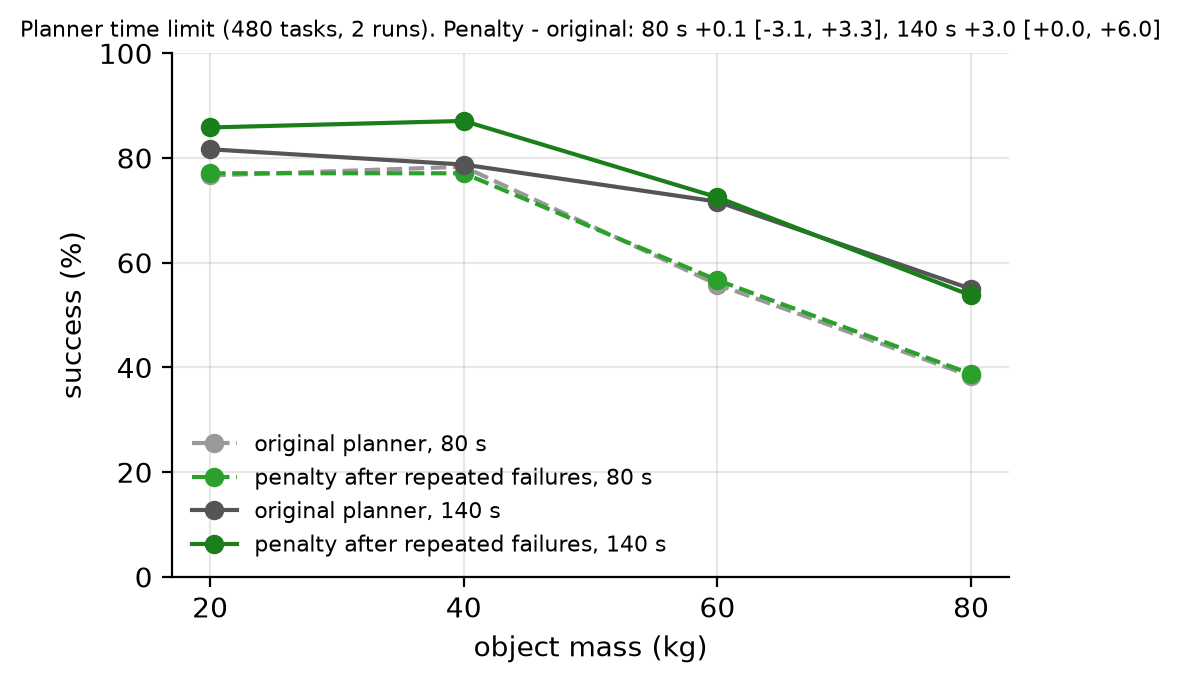 Planner time limit (480 tasks, 2 runs). Penalty - original: 80 s +0.1 [-3.1, +3.3], 140 s +3.0 [+0.0, +6.0]
100
80
60
40
20
0
success (%)
original planner, 80 s
penalty after repeated failures, 80 s
original planner, 140 s
penalty after repeated failures, 140 s
20
40
60
80
object mass (kg)